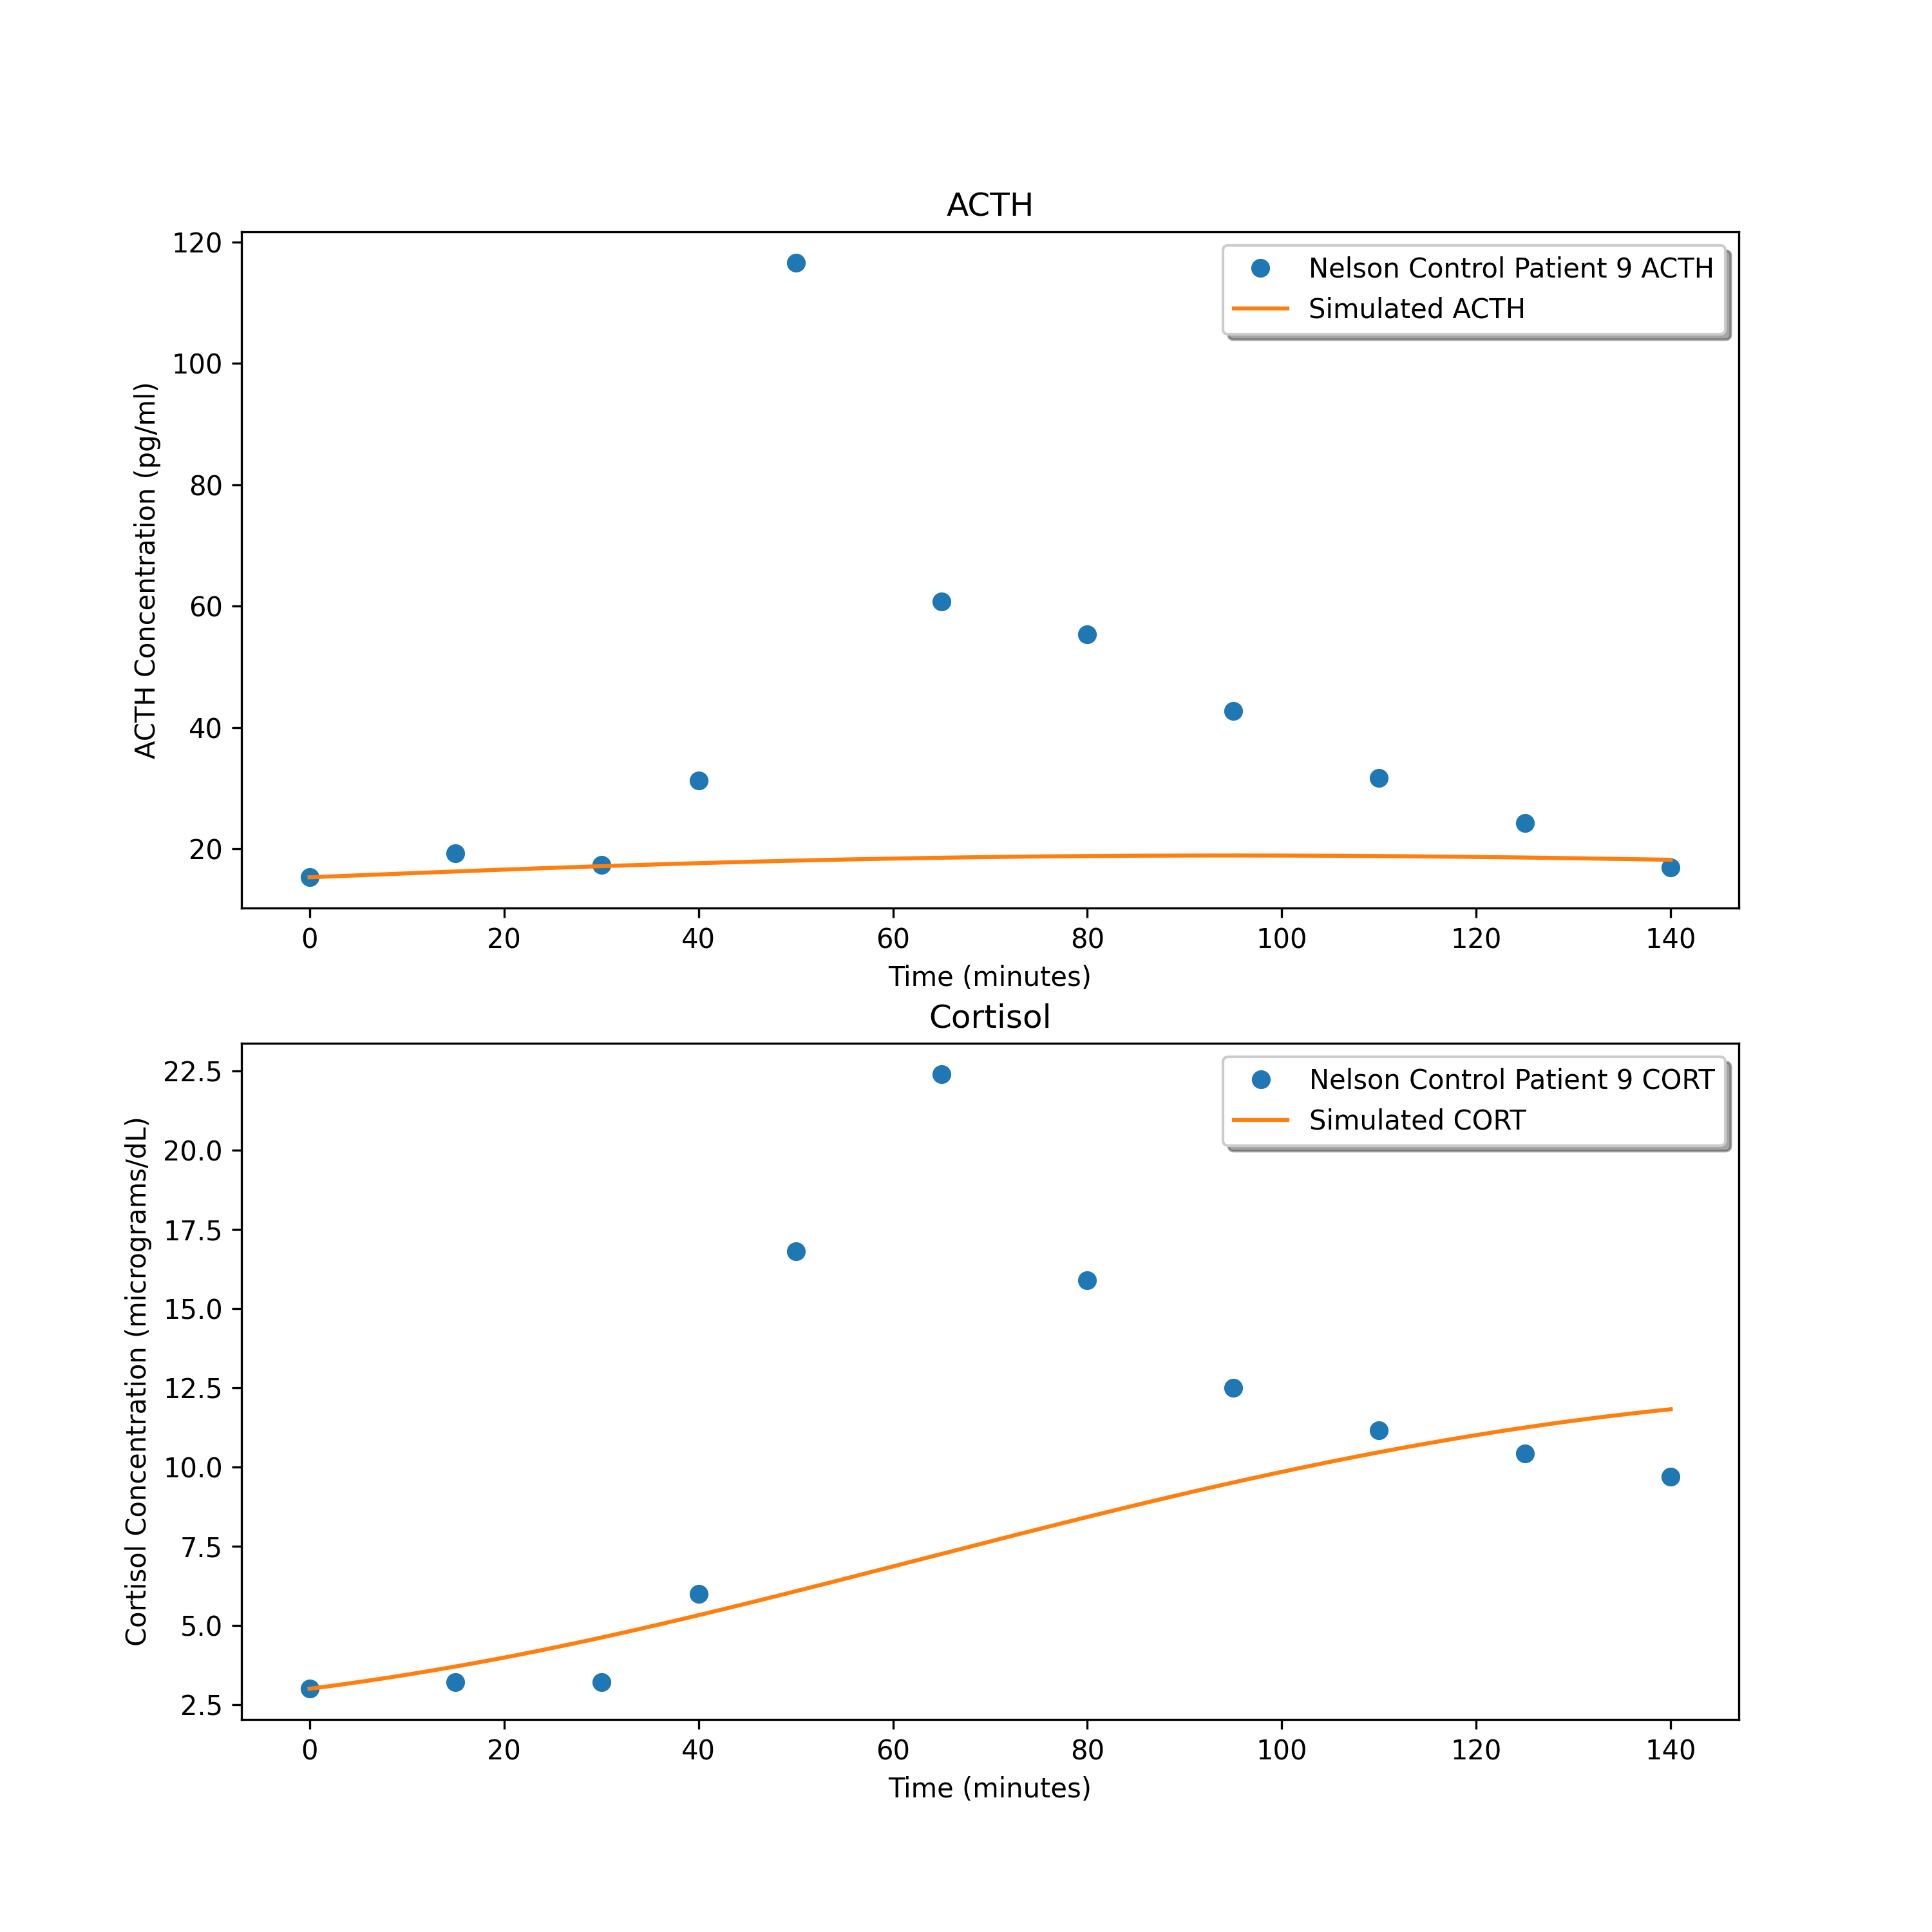 ACTH
120
100
80
60
40
20
ACTH Concentration (pg/ml)
Nelson Control Patient 9 ACTH
Simulated ACTH
0 20 40 60 80 100 120 140
Time (minutes)
Cortisol
22.5
20.0
17.5
15.0
12.5
10.0
7.5
5.0
2.5
Cortisol Concentration (micrograms/dL)
Nelson Control Patient 9 CORT
Simulated CORT
0 20 40 60 80 100 120 140
Time (minutes)